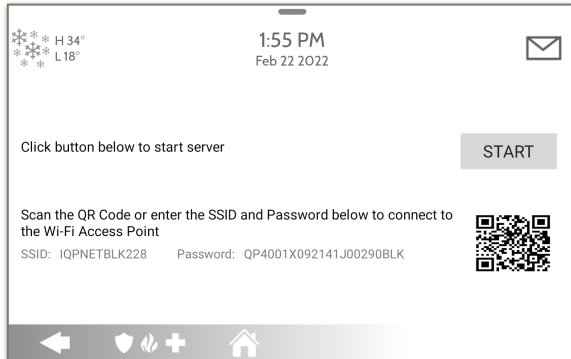 H 34°
L 18°
1:55 PM
Feb 22 2022
Click button below to start server
START
Scan the QR Code or enter the SSID and Password below to connect to
the Wi-Fi Access Point
SSID: IQPNETBLK228 Password: QP4001X092141J00290BLK